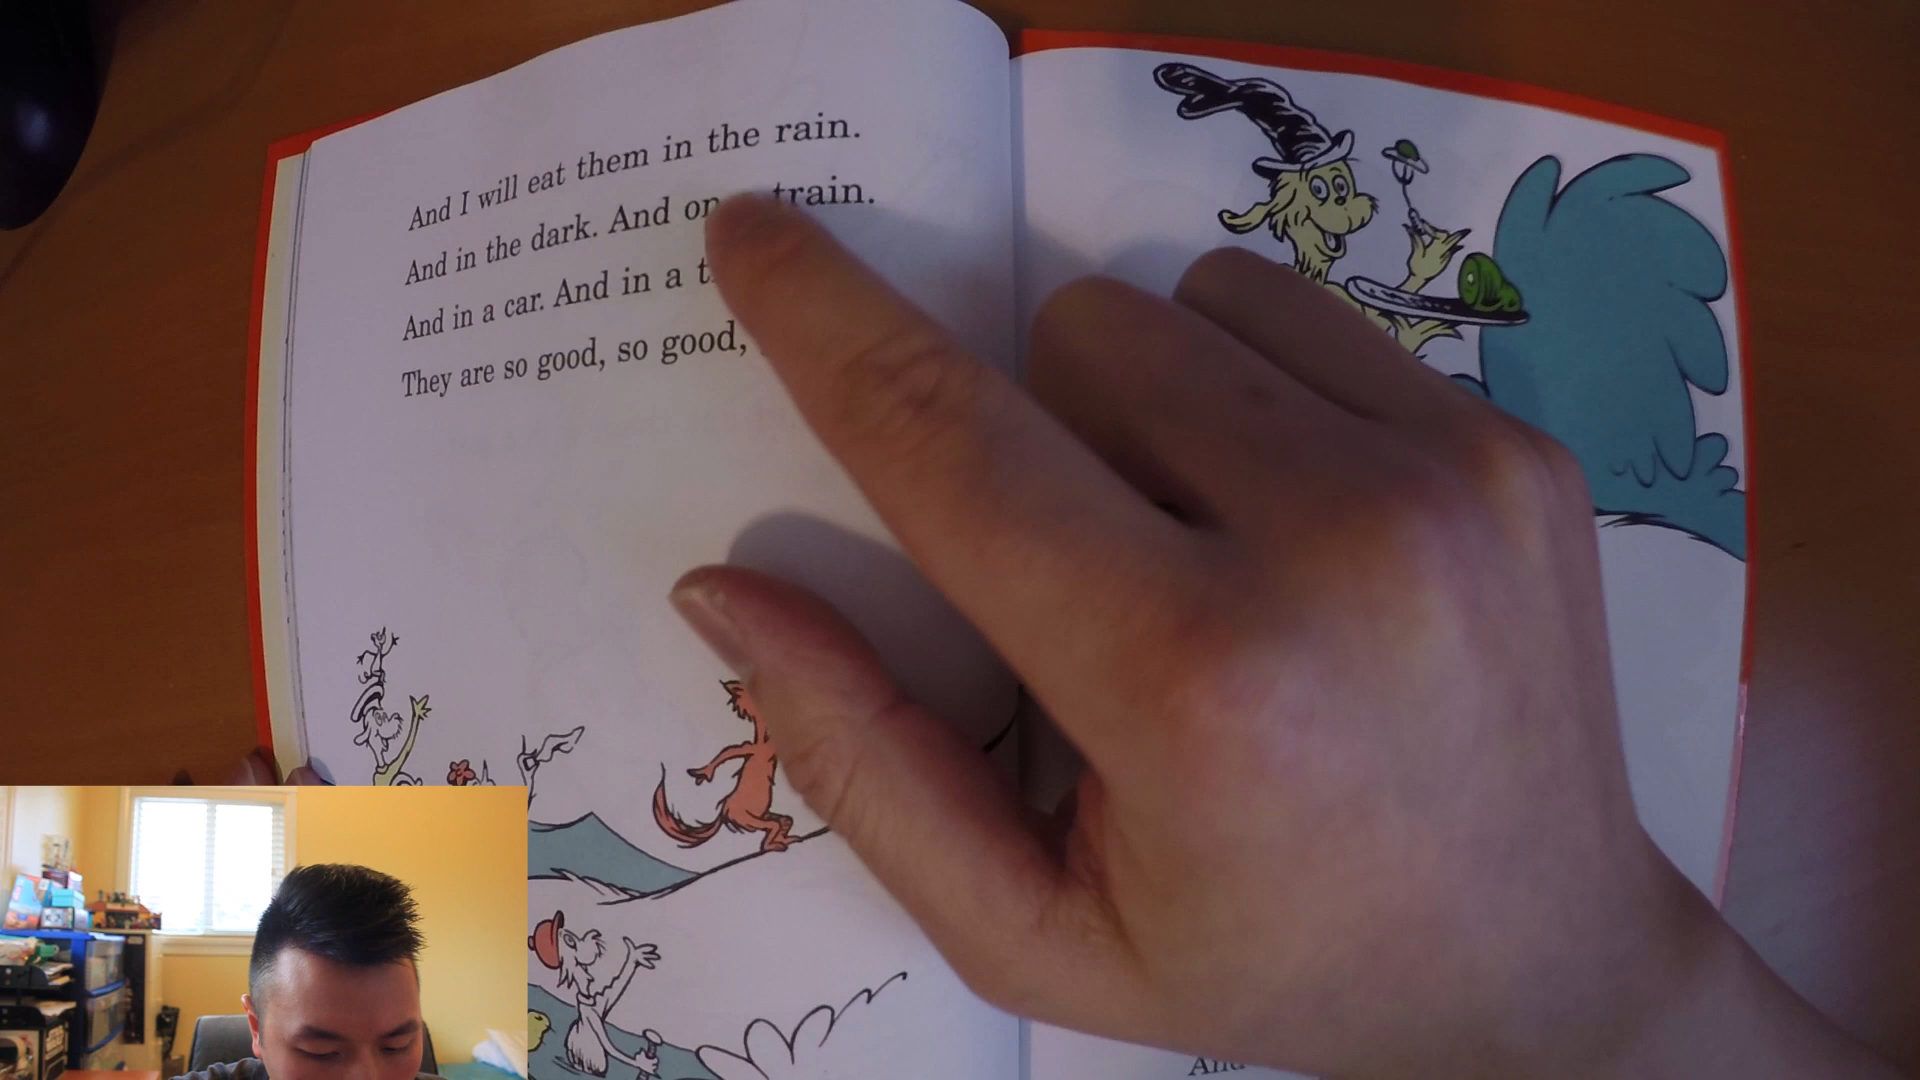 And I will eat them in the rain.
And in the dark. And on train.
And in a car. And in a
They are so good, so good,
And